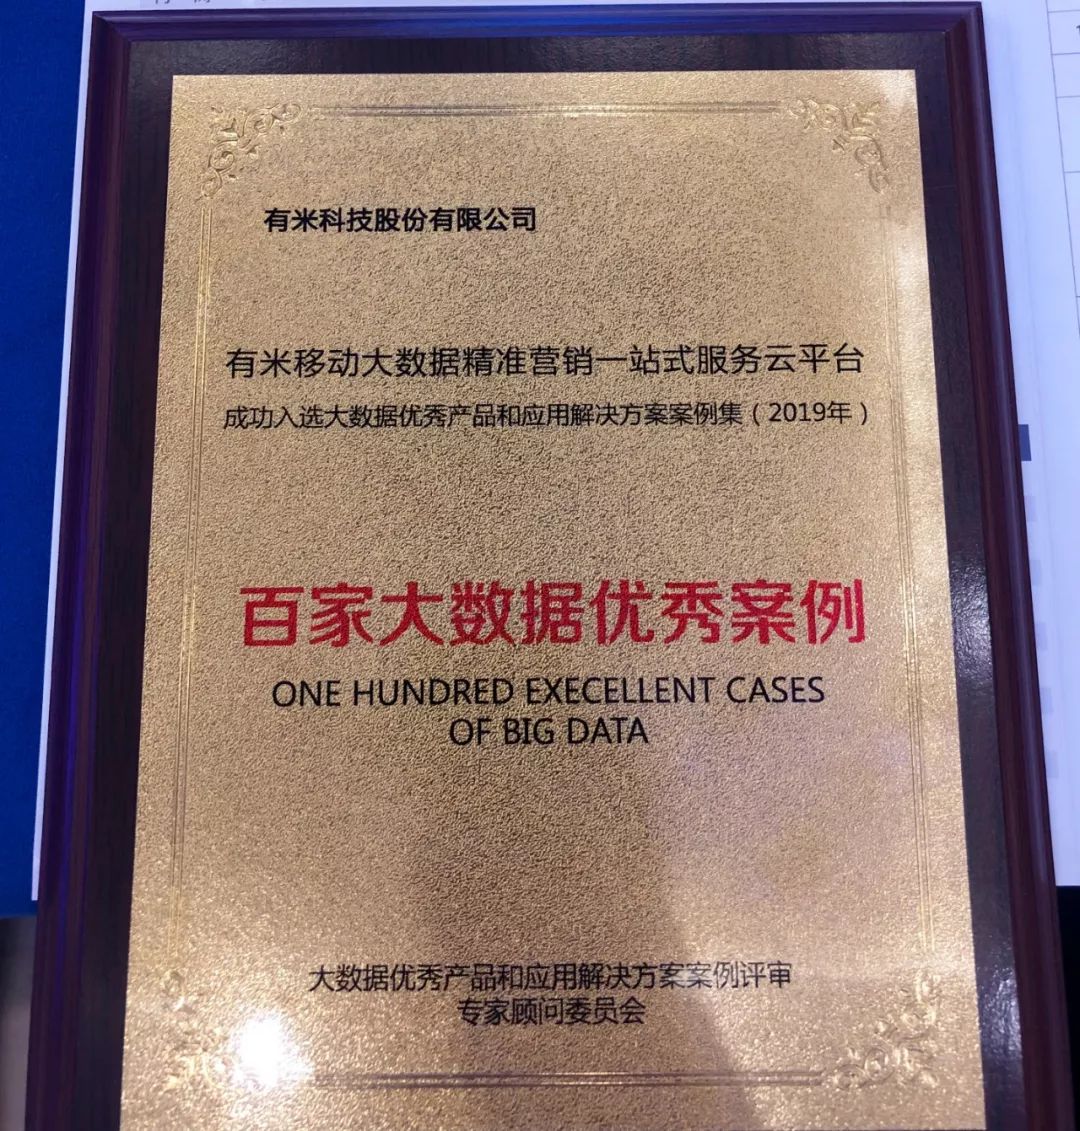 有米科技股份有限公司
有米移动大数据精准营销一站式服务云平台
成功入选大数据优秀产品和应用解决方案案例集（2019年）
百家大数据优秀案例
ONE HUNDRED EXECELLENT CASES
OF BIG DATA
大数据优秀产品和应用解决方案案例评审
专家顾问委员会